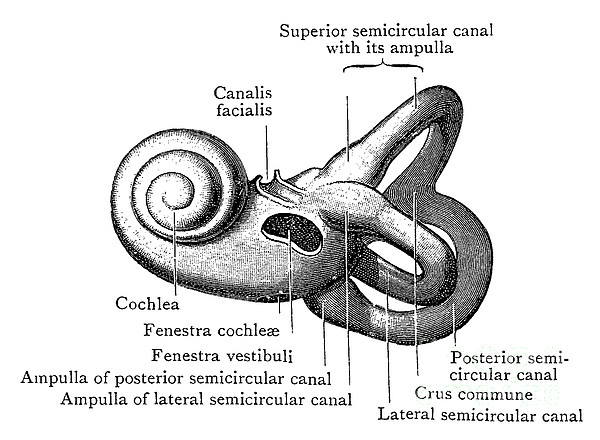 Superior semicircular canal
with its ampulla
Canalis
facialis
Cochlea
Fenestra cochleæ
Fenestra vestibuli
Ampulla of posterior semicircular canal
Ampulla of lateral semicircular canal
Posterior semi-
circular canal
Crus commune
Lateral semicircular canal